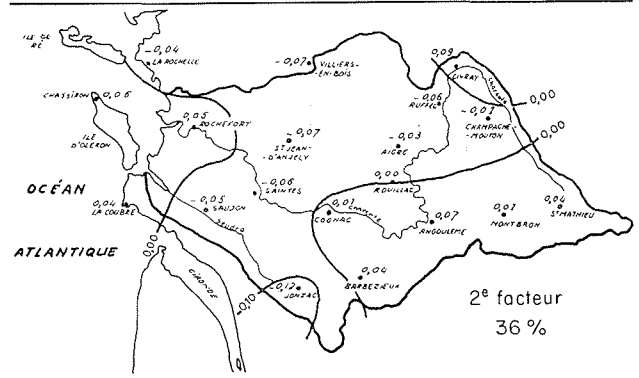 ILE DE
RÉ
-0,04
LA ROCHELLE
-0,07
VILLIERS-
EN-BOIS
0,09
CIVRAY
CHARENTE
0,00
CHASSIRON
0,06
0,05
ROCHEFORT
-0,06
RUFFEC
CHAMPAGNE-
MOUTON
0,00
-0,07
ST JEAN-
D'ANGELY
-0,03
AIGRE
ILE
D'OLERON
0,00
ROUILLAC
OCÉAN
-0,06
SAINTES
0,04
LA COUBRE
-0,05
SAUJON
SEUDRE
0,01
COGNAC
CHARENTE
0,07
ANGOULEME
0,01
MONTBRON
0,04
ST MATHIEU
ATLANTIQUE
0,00
GIRONDE
-0,10
-0,12
JONZAC
0,04
BARBEZIEUX
2e facteur
36 %